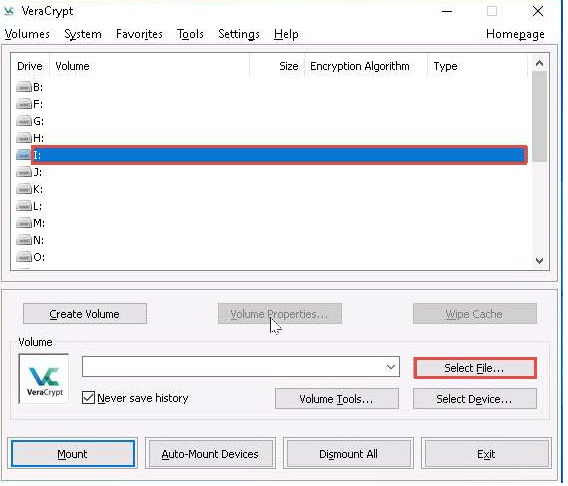 VeraCrypt
Volumes System Favorites Tools Settings Help Homepage
Drive Volume Size Encryption Algorithm Type
B:
F:
G:
H:
I:
J:
K:
L:
M:
N:
O:
Create Volume Volume Properties... Wipe Cache
Volume
VeraCrypt
Select File...
Never save history Volume Tools... Select Device...
Mount Auto-Mount Devices Dismount All Exit